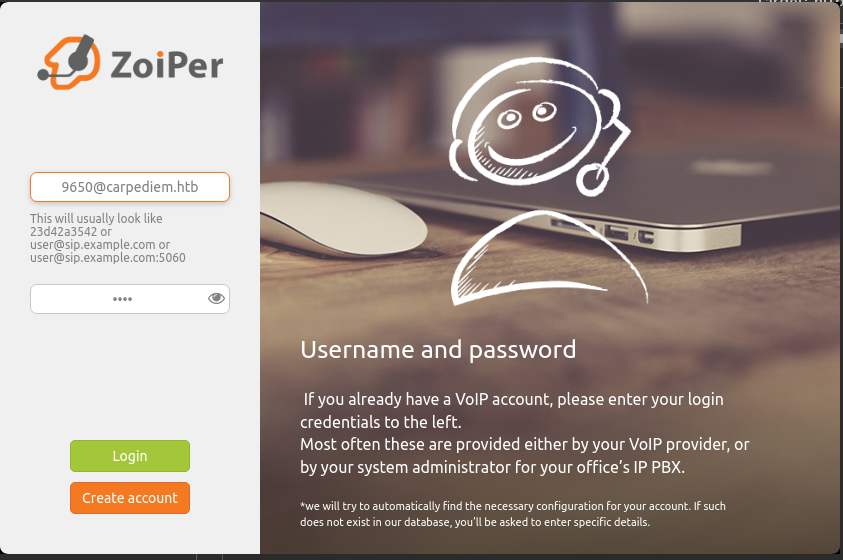 ZoiPer
9650@carpediem.htb
This will usually look like
23d42a3542 or
user@sip.example.com or
user@sip.example.com:5060
••••
Login
Create account
Username and password
If you already have a VoIP account, please enter your login
credentials to the left.
Most often these are provided either by your VoIP provider, or
by your system administrator for your office's IP PBX.
*we will try to automatically find the necessary configuration for your account. If such
does not exist in our database, you'll be asked to enter specific details.